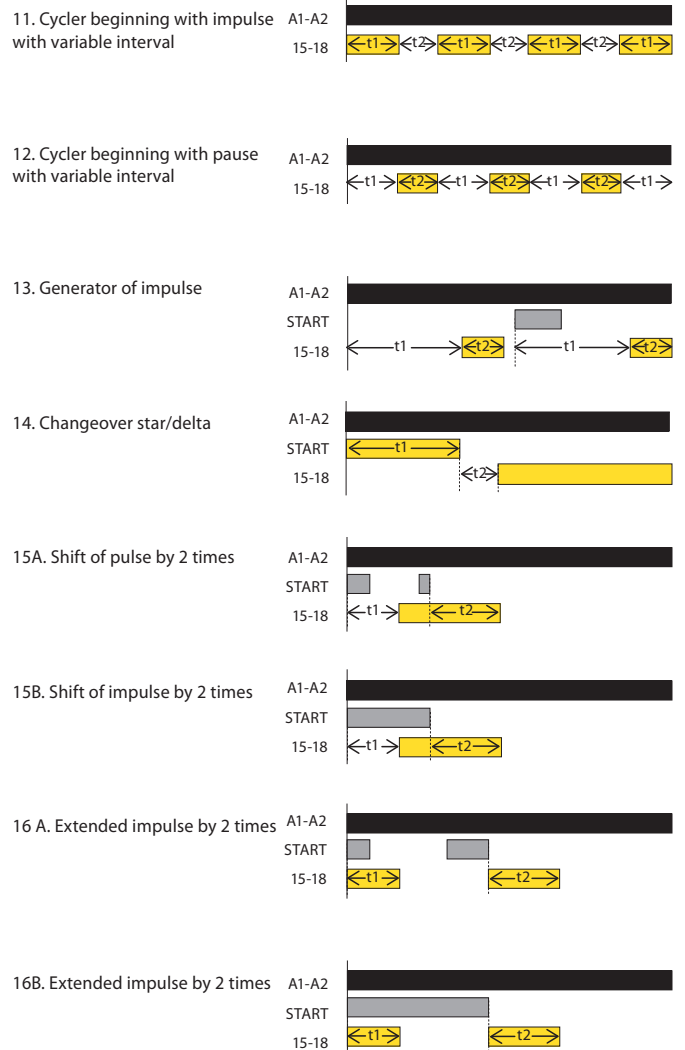 11. Cycler beginning with impulse
with variable interval
A1-A2
15-18
t1 t2 t1 t2 t1 t2 t1
12. Cycler beginning with pause
with variable interval
A1-A2
15-18
t1 t2 t1 t2 t1 t2 t1
13. Generator of impulse
A1-A2
START
15-18
t1 t2 t1 t2
14. Changeover star/delta
A1-A2
START
t1
15-18
t2
15A. Shift of pulse by 2 times
A1-A2
START
15-18
t1 t2
15B. Shift of impulse by 2 times
A1-A2
START
15-18
t1 t2
16 A. Extended impulse by 2 times
A1-A2
START
15-18
t1 t2
16B. Extended impulse by 2 times
A1-A2
START
15-18
t1 t2